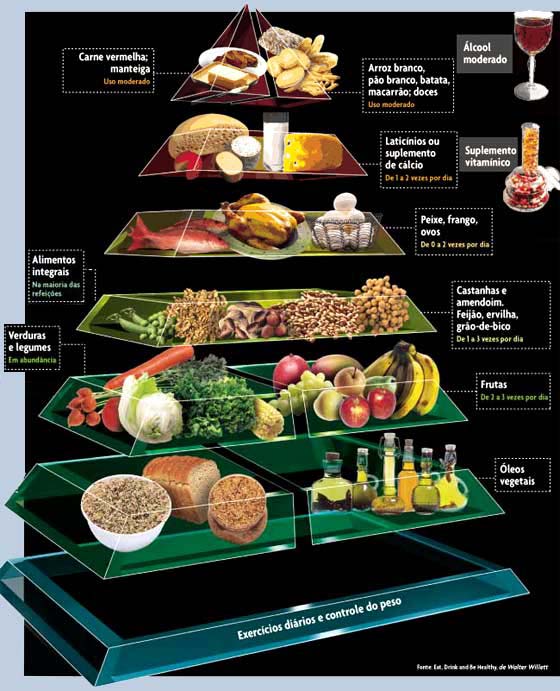 Carne vermelha;
manteiga
Uso moderado
Arroz branco,
pão branco, batata,
macarrão; doces
Uso moderado
Álcool
moderado
Laticínios ou
suplemento
de cálcio
De 1 a 2 vezes por dia
Suplemento
vitamínico
Peixe, frango,
ovos
De 0 a 2 vezes por dia
Alimentos
integrais
Na maioria das
refeições
Castanhas e
amendoim.
Feijão, ervilha,
grão-de-bico
De 1 a 3 vezes por dia
Verduras
e legumes
Em abundância
Frutas
De 2 a 3 vezes por dia
Óleos
vegetais
Exercícios diários e controle do peso
Fonte: Eat, Drink and Be Healthy, de Walter Willett